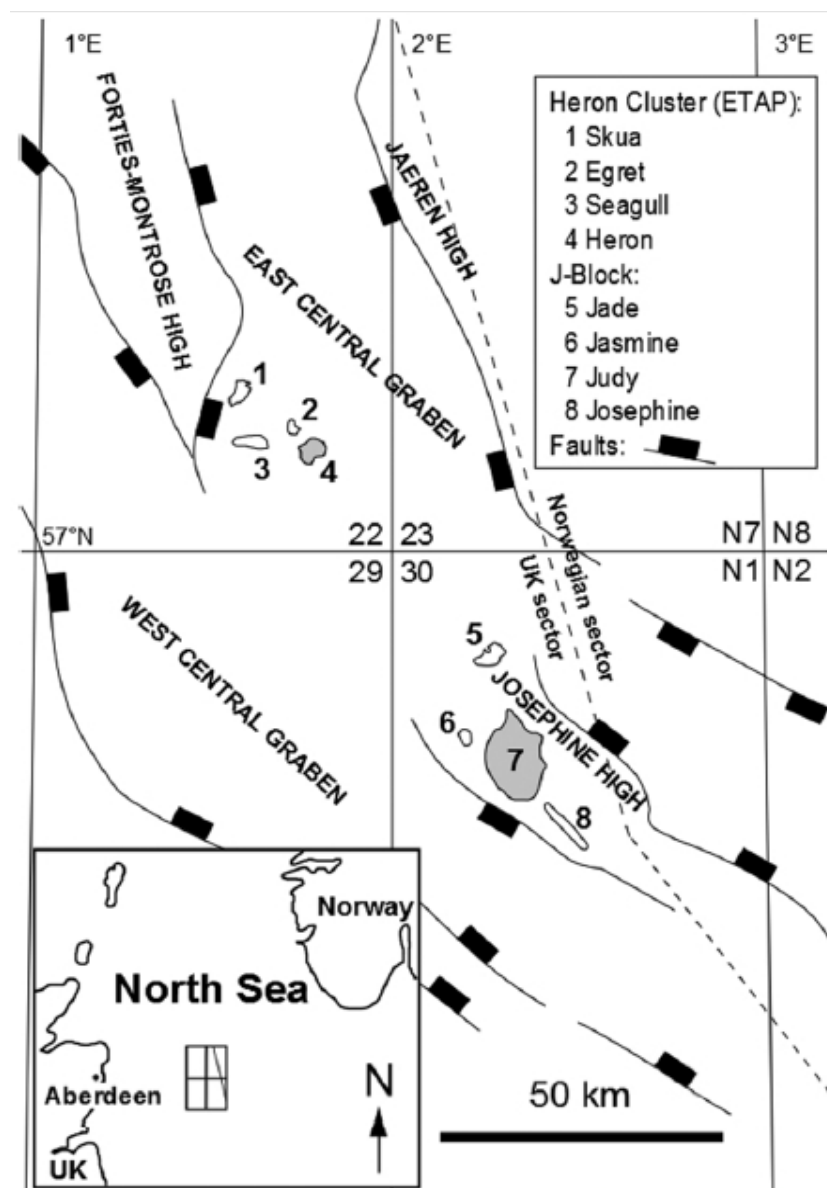 1°E
2°E
3°E
FORTIES-MONTROSE HIGH
JAEREN HIGH
EAST CENTRAL GRABEN
Heron Cluster (ETAP):
1 Skua
2 Egret
3 Seagull
4 Heron
J-Block:
5 Jade
6 Jasmine
7 Judy
8 Josephine
Faults:
1
2
3
4
57°N
22 23
N7 N8
29 30
N1 N2
Norwegian sector
UK sector
WEST CENTRAL GRABEN
5
JOSEPHINE HIGH
6
7
8
Norway
North Sea
Aberdeen
UK
N
50 km